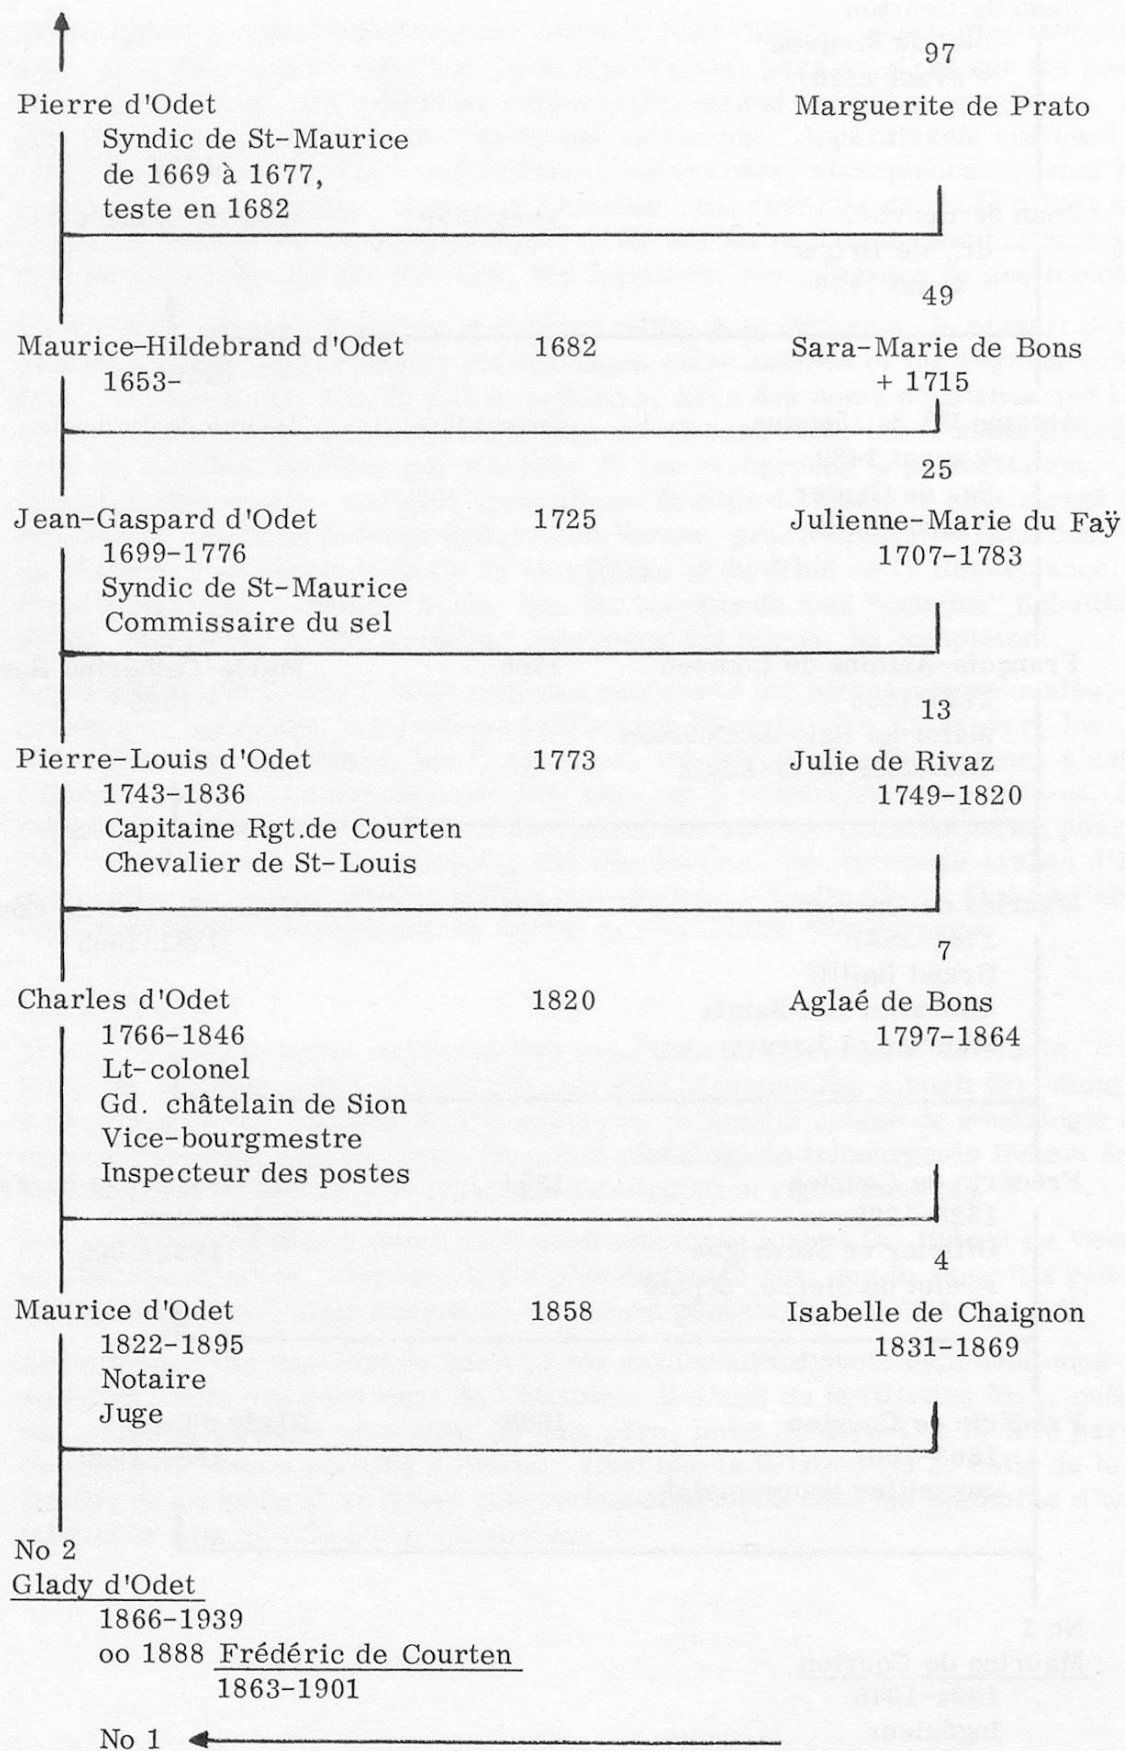 97
Pierre d'Odet Marguerite de Prato
Syndic de St-Maurice
de 1669 à 1677,
teste en 1682
49
Maurice-Hildebrand d'Odet 1682 Sara-Marie de Bons
1653- + 1715
25
Jean-Gaspard d'Odet 1725 Julienne-Marie du Faÿ
1699-1776 1707-1783
Syndic de St-Maurice
Commissaire du sel
13
Pierre-Louis d'Odet 1773 Julie de Rivaz
1743-1836 1749-1820
Capitaine Rgt.de Courten
Chevalier de St-Louis
7
Charles d'Odet 1820 Aglaé de Bons
1766-1846 1797-1864
Lt-colonel
Gd. châtelain de Sion
Vice-bourgmestre
Inspecteur des postes
4
Maurice d'Odet 1858 Isabelle de Chaignon
1822-1895 1831-1869
Notaire
Juge
No 2
Glady d'Odet
1866-1939
oo 1888 Frédéric de Courten
1863-1901
No 1